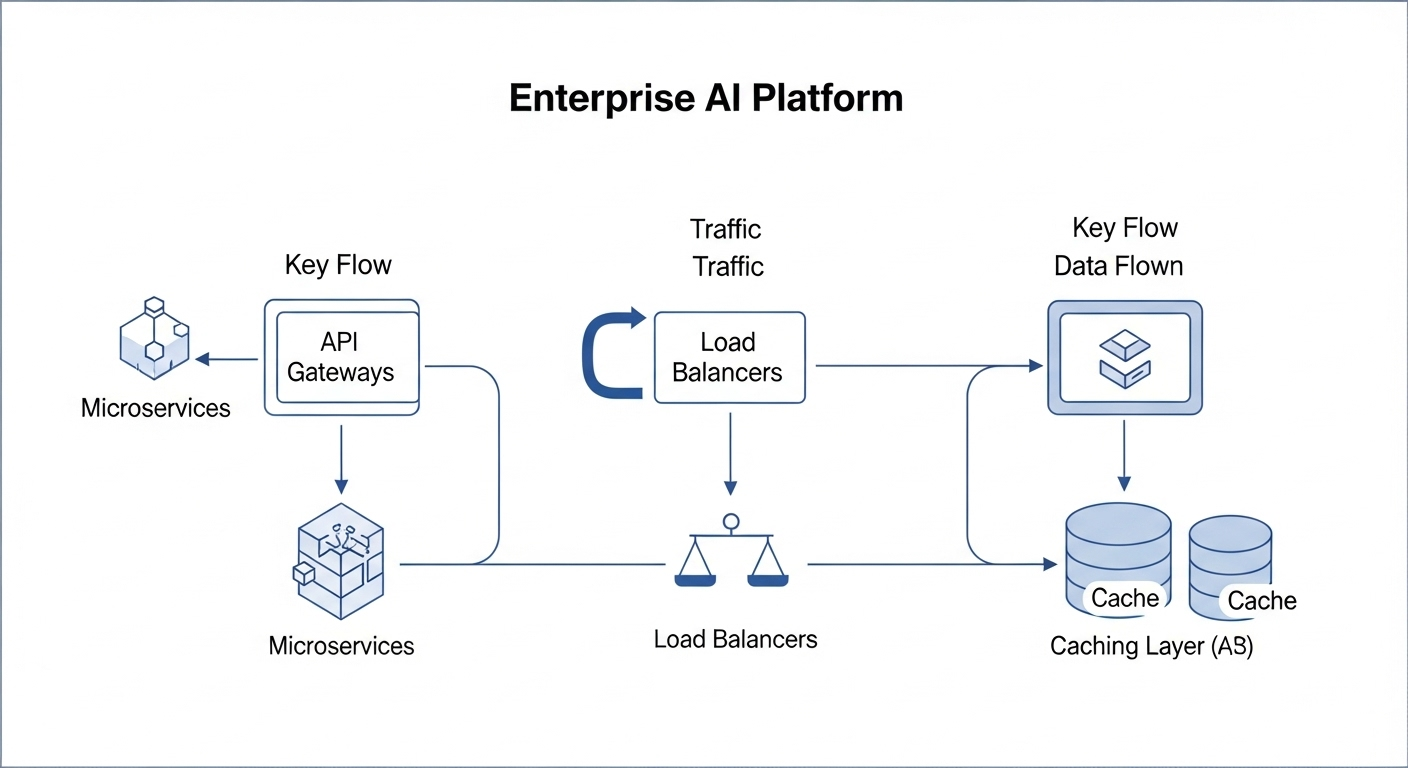 Enterprise AI Platform
Key Flow
API
Gateways
Microservices
Microservices
Traffic
Traffic
Load
Balancers
Load Balancers
Key Flow
Data Flown
Cache
Cache
Caching Layer (AB)